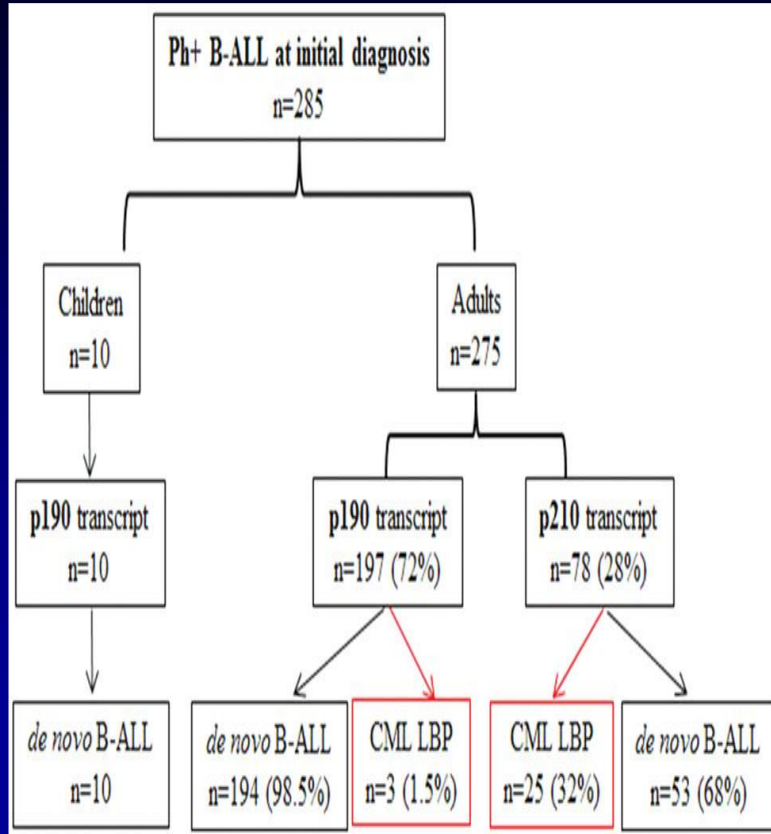 Ph+ B-ALL at initial diagnosis
n=285
Children
n=10
Adults
n=275
p190 transcript
n=10
p190 transcript
n=197 (72%)
p210 transcript
n=78 (28%)
de novo B-ALL
n=10
de novo B-ALL
n=194 (98.5%)
CML LBP
n=3 (1.5%)
CML LBP
n=25 (32%)
de novo B-ALL
n=53 (68%)